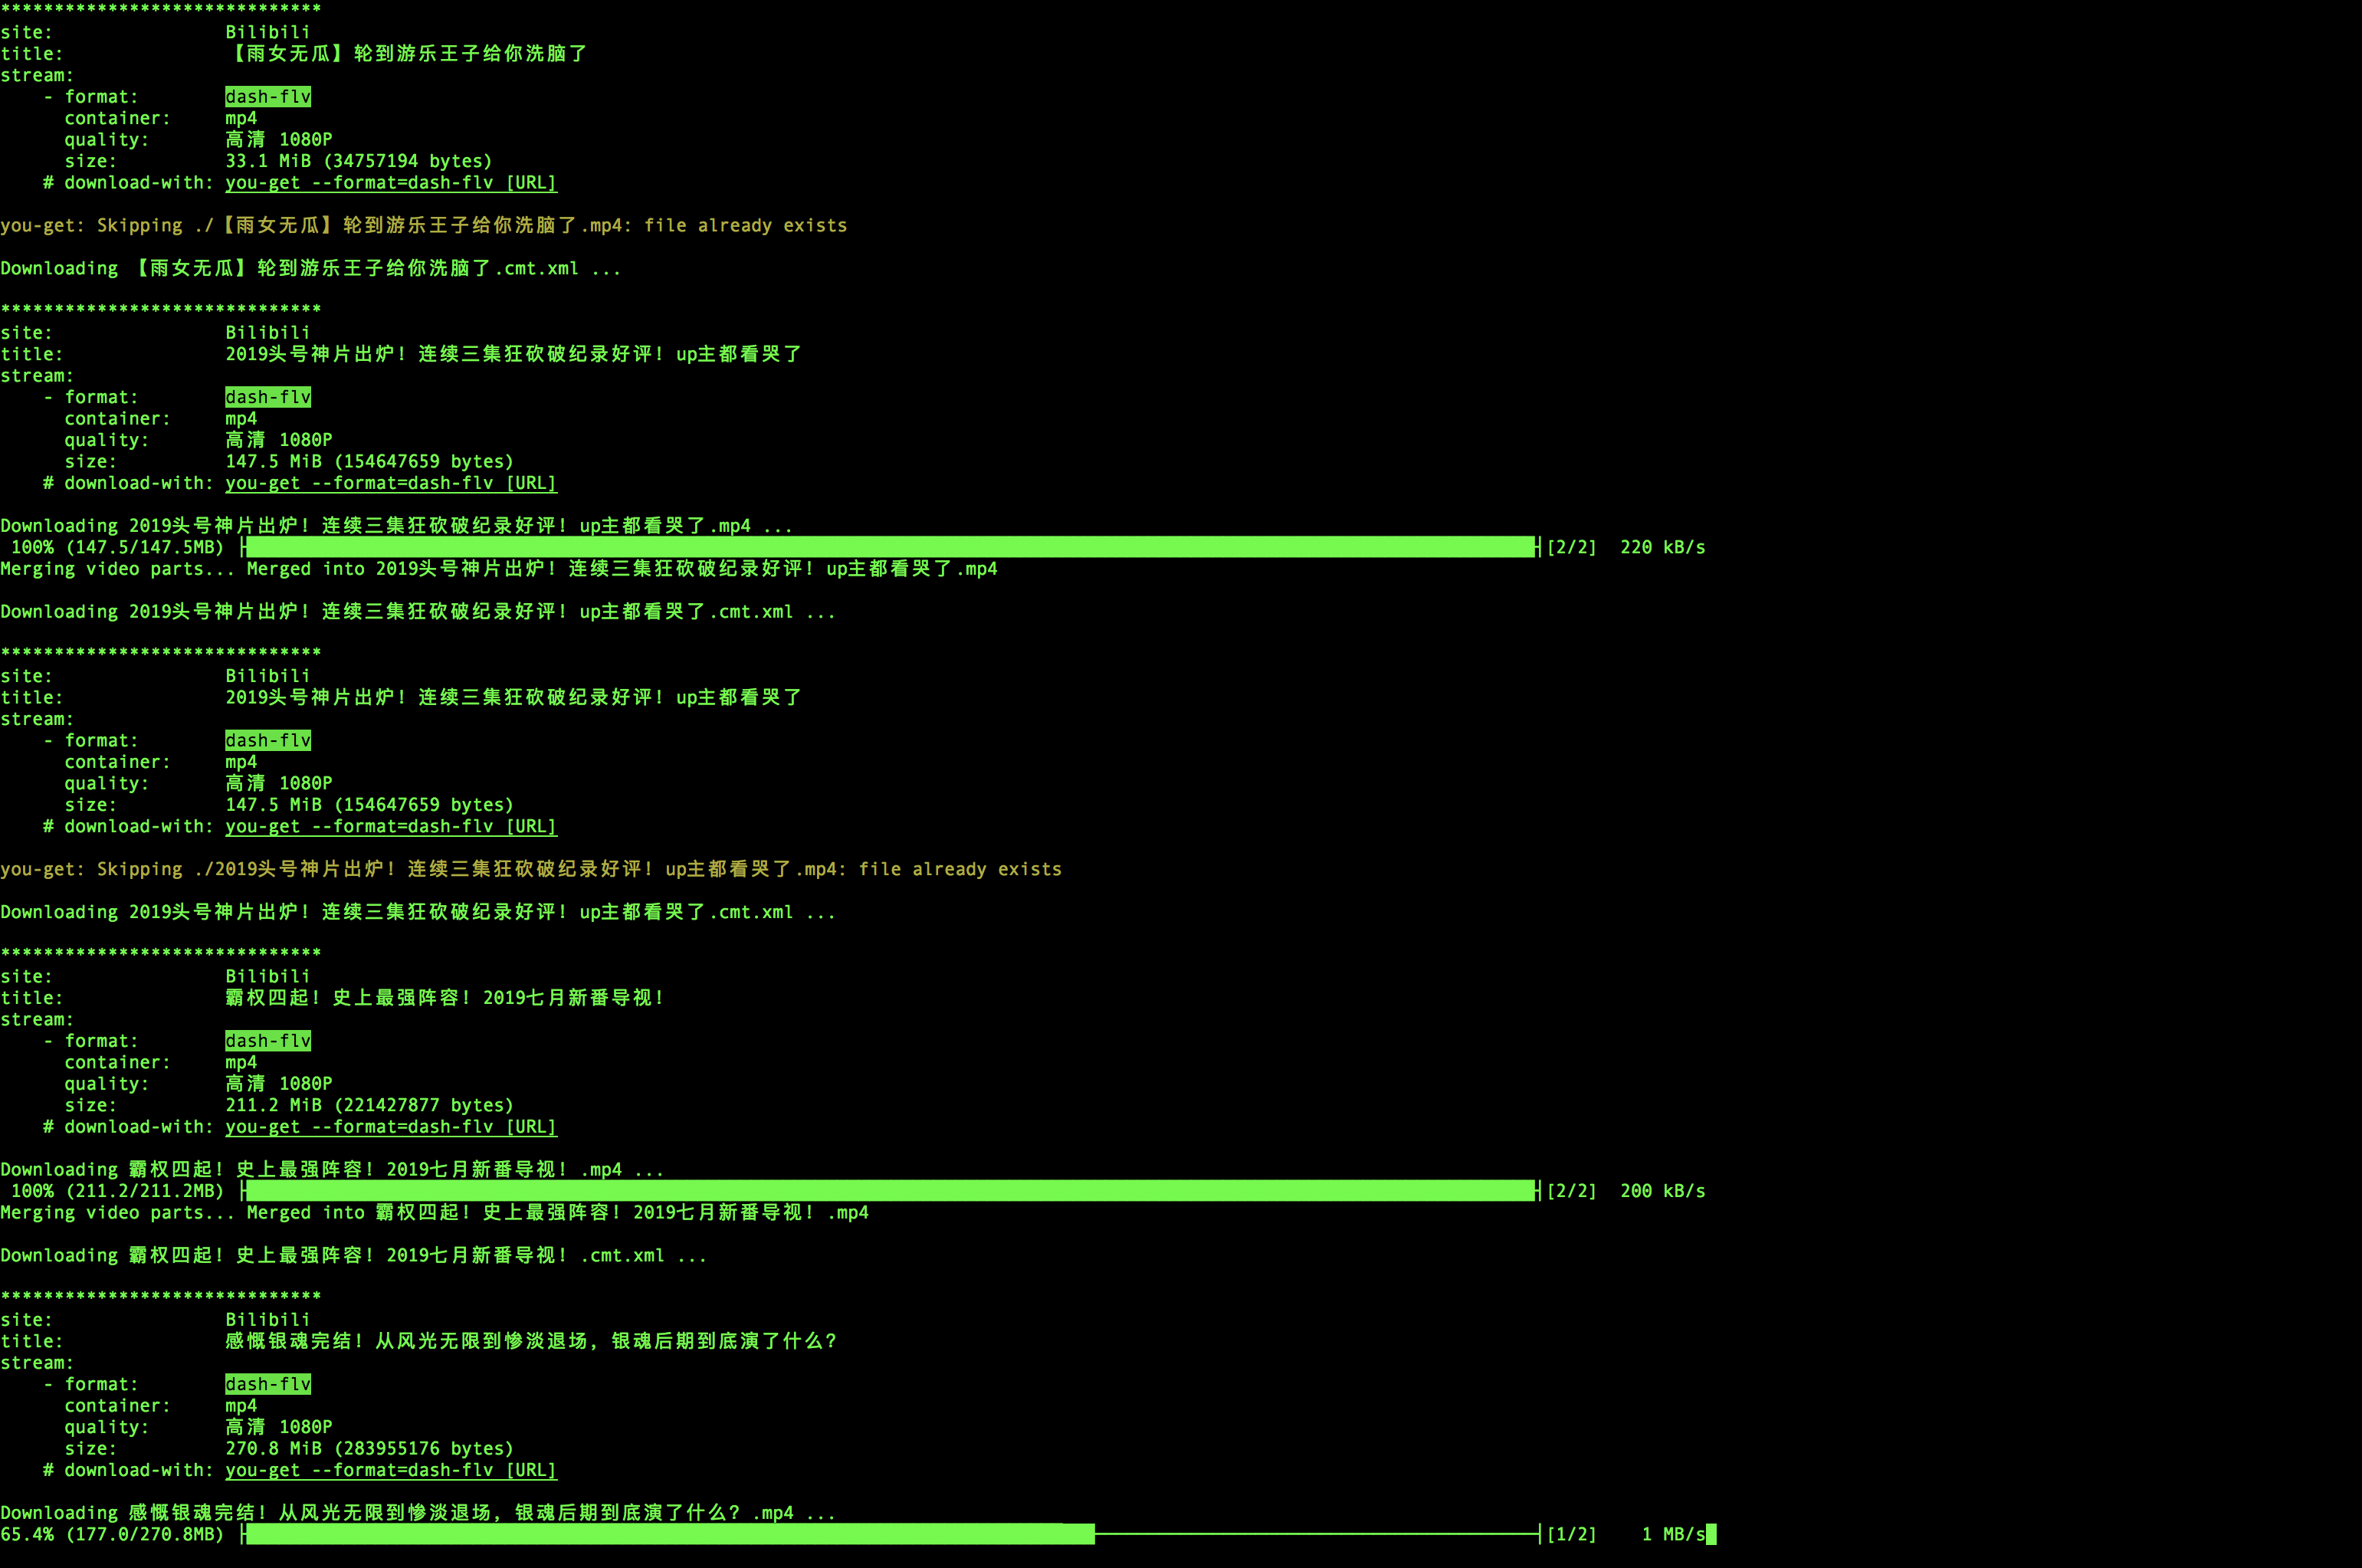 ******************************
site:                Bilibili
title:               【雨女无瓜】轮到游乐王子给你洗脑了
stream:
    - format:        dash-flv
      container:     mp4
      quality:       高清 1080P
      size:          33.1 MiB (34757194 bytes)
    # download-with: you-get --format=dash-flv [URL]
you-get: Skipping ./【雨女无瓜】轮到游乐王子给你洗脑了.mp4: file already exists
Downloading 【雨女无瓜】轮到游乐王子给你洗脑了.cmt.xml ...
******************************
site:                Bilibili
title:               2019头号神片出炉！连续三集狂砍破纪录好评！up主都看哭了
stream:
    - format:        dash-flv
      container:     mp4
      quality:       高清 1080P
      size:          147.5 MiB (154647659 bytes)
    # download-with: you-get --format=dash-flv [URL]
Downloading 2019头号神片出炉！连续三集狂砍破纪录好评！up主都看哭了.mp4 ...
 100% (147.5/147.5MB) [2/2]  220 kB/s
Merging video parts... Merged into 2019头号神片出炉！连续三集狂砍破纪录好评！up主都看哭了.mp4
Downloading 2019头号神片出炉！连续三集狂砍破纪录好评！up主都看哭了.cmt.xml ...
******************************
site:                Bilibili
title:               2019头号神片出炉！连续三集狂砍破纪录好评！up主都看哭了
stream:
    - format:        dash-flv
      container:     mp4
      quality:       高清 1080P
      size:          147.5 MiB (154647659 bytes)
    # download-with: you-get --format=dash-flv [URL]
you-get: Skipping ./2019头号神片出炉！连续三集狂砍破纪录好评！up主都看哭了.mp4: file already exists
Downloading 2019头号神片出炉！连续三集狂砍破纪录好评！up主都看哭了.cmt.xml ...
******************************
site:                Bilibili
title:               霸权四起！史上最强阵容！2019七月新番导视！
stream:
    - format:        dash-flv
      container:     mp4
      quality:       高清 1080P
      size:          211.2 MiB (221427877 bytes)
    # download-with: you-get --format=dash-flv [URL]
Downloading 霸权四起！史上最强阵容！2019七月新番导视！.mp4 ...
 100% (211.2/211.2MB) [2/2]  200 kB/s
Merging video parts... Merged into 霸权四起！史上最强阵容！2019七月新番导视！.mp4
Downloading 霸权四起！史上最强阵容！2019七月新番导视！.cmt.xml ...
******************************
site:                Bilibili
title:               感慨银魂完结！从风光无限到惨淡退场，银魂后期到底演了什么？
stream:
    - format:        dash-flv
      container:     mp4
      quality:       高清 1080P
      size:          270.8 MiB (283955176 bytes)
    # download-with: you-get --format=dash-flv [URL]
Downloading 感慨银魂完结！从风光无限到惨淡退场，银魂后期到底演了什么？.mp4 ...
65.4% (177.0/270.8MB) [1/2]    1 MB/s